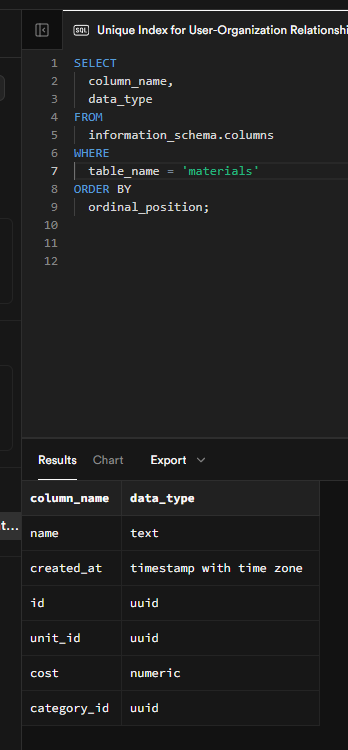 SQL Unique Index for User-Organization Relationshi
1 SELECT
2 column_name,
3 data_type
4 FROM
5 information_schema.columns
6 WHERE
7 table_name = 'materials'
8 ORDER BY
9 ordinal_position;
10
11
12
Results Chart Export
t...
column_name data_type
name text
created_at timestamp with time zone
id uuid
unit_id uuid
cost numeric
category_id uuid